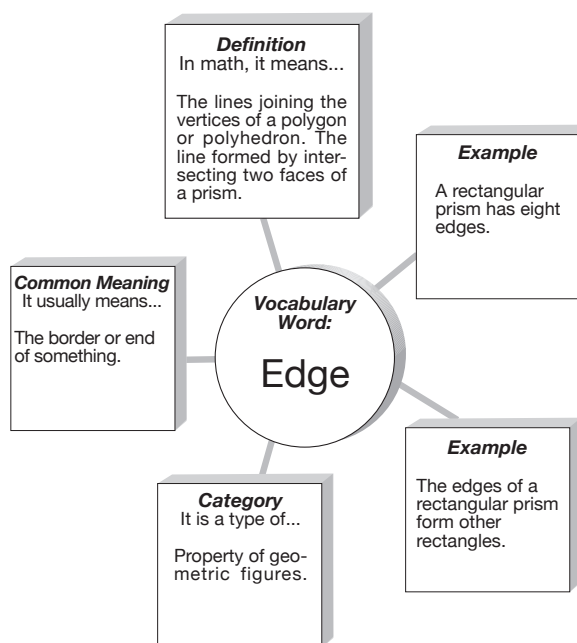 Definition
In math, it means...
The lines joining the
vertices of a polygon
or polyhedron. The
line formed by inter-
secting two faces of
a prism.
Example
A rectangular
prism has eight
edges.
Common Meaning
It usually means...
The border or end
of something.
Vocabulary
Word:
Edge
Example
The edges of a
rectangular prism
form other
rectangles.
Category
It is a type of...
Property of geo-
metric figures.